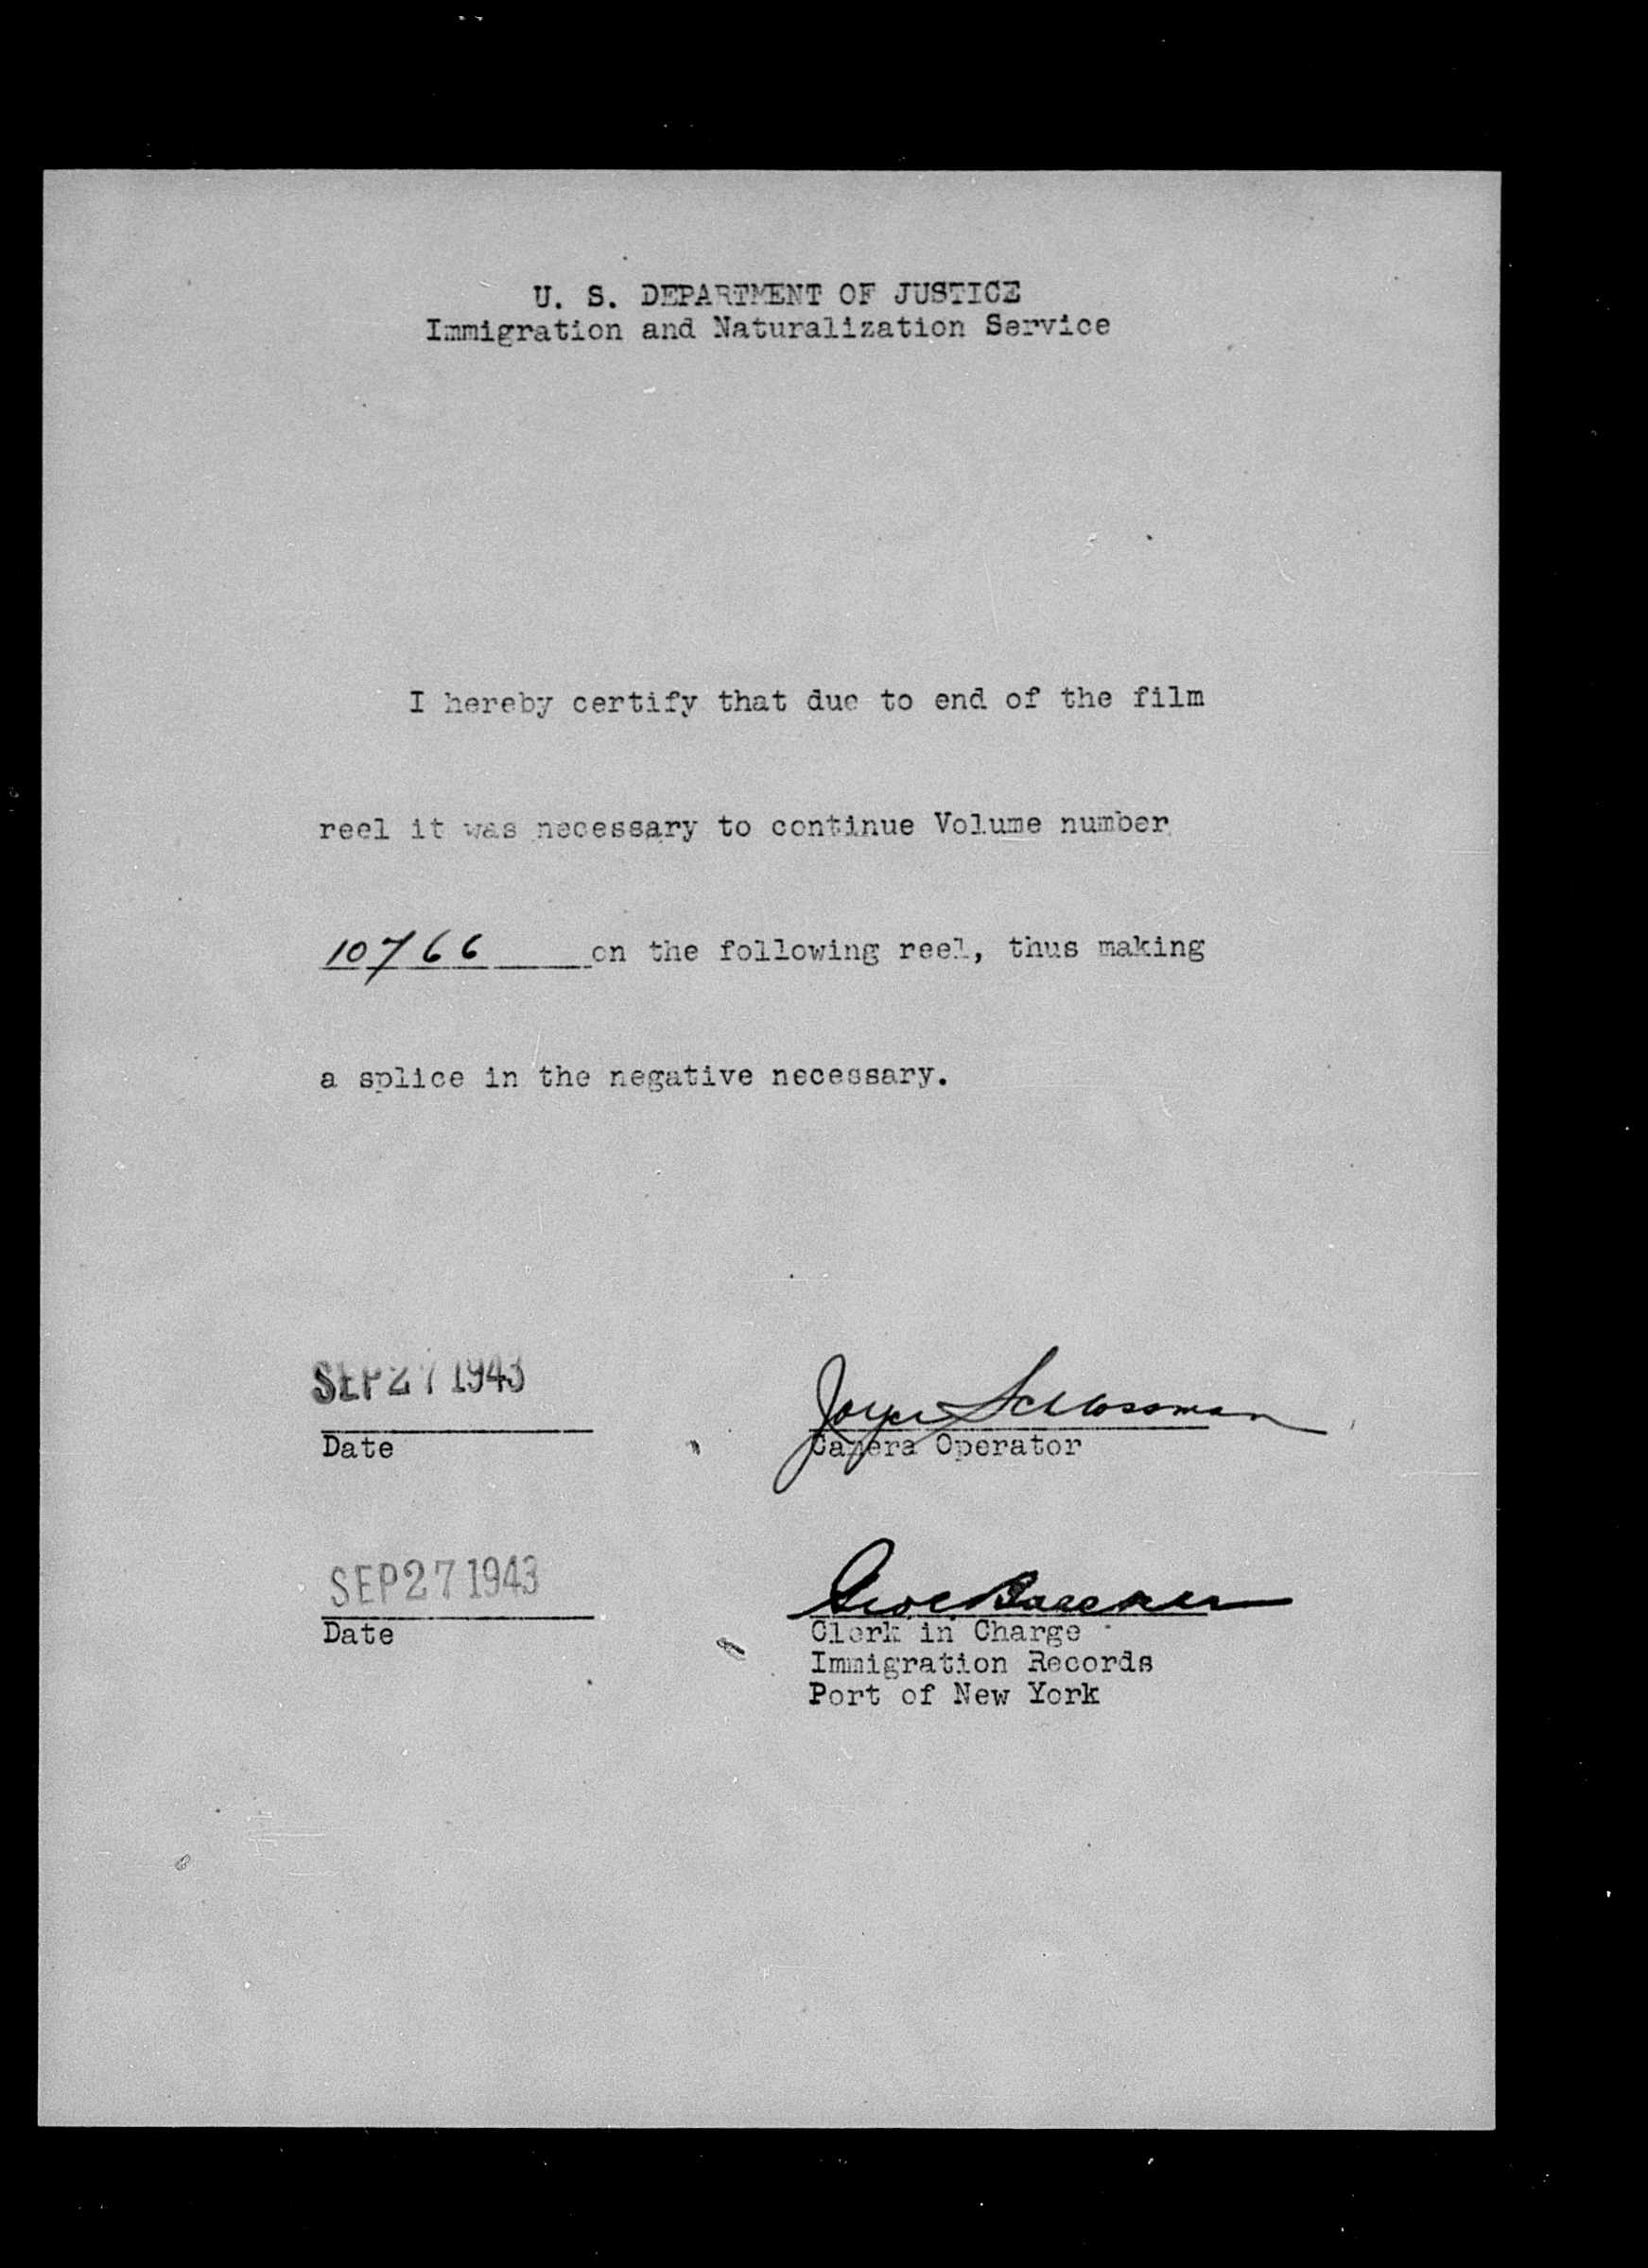 U. S. DEPARTMENT OF JUSTICE
Immigration and Naturalization Service
I hereby certify that due to end of the film
reel it was necessary to continue Volume number
10766 on the following reel, thus making
a splice in the negative necessary.
SEP 27 1943
Date
Joyce Schlossman
Camera Operator
SEP 27 1943
Date
Clerk in Charge
Immigration Records
Port of New York